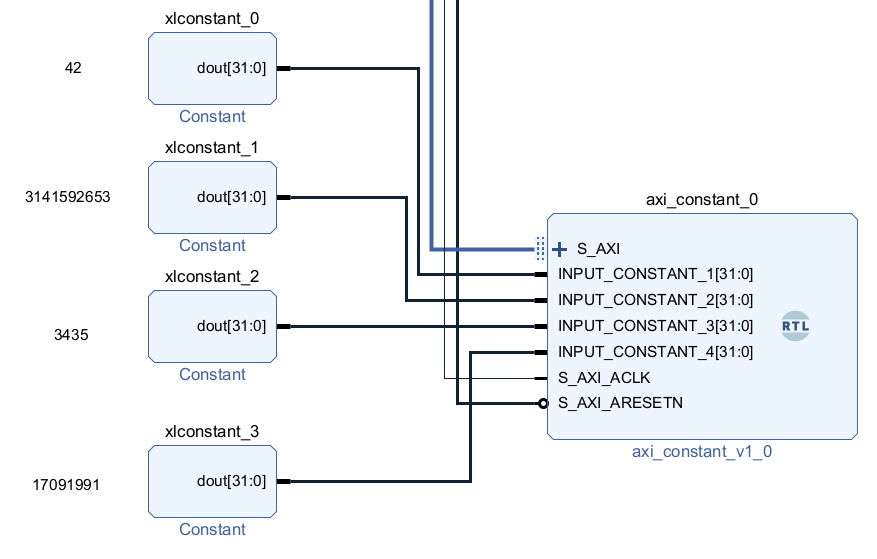 xlconstant_0
42
dout[31:0]
Constant
xlconstant_1
3141592653
dout[31:0]
Constant
xlconstant_2
3435
dout[31:0]
Constant
xlconstant_3
17091991
dout[31:0]
Constant
axi_constant_0
S_AXI
INPUT_CONSTANT_1[31:0]
INPUT_CONSTANT_2[31:0]
INPUT_CONSTANT_3[31:0]
INPUT_CONSTANT_4[31:0]
S_AXI_ACLK
S_AXI_ARESETN
RTL
axi_constant_v1_0